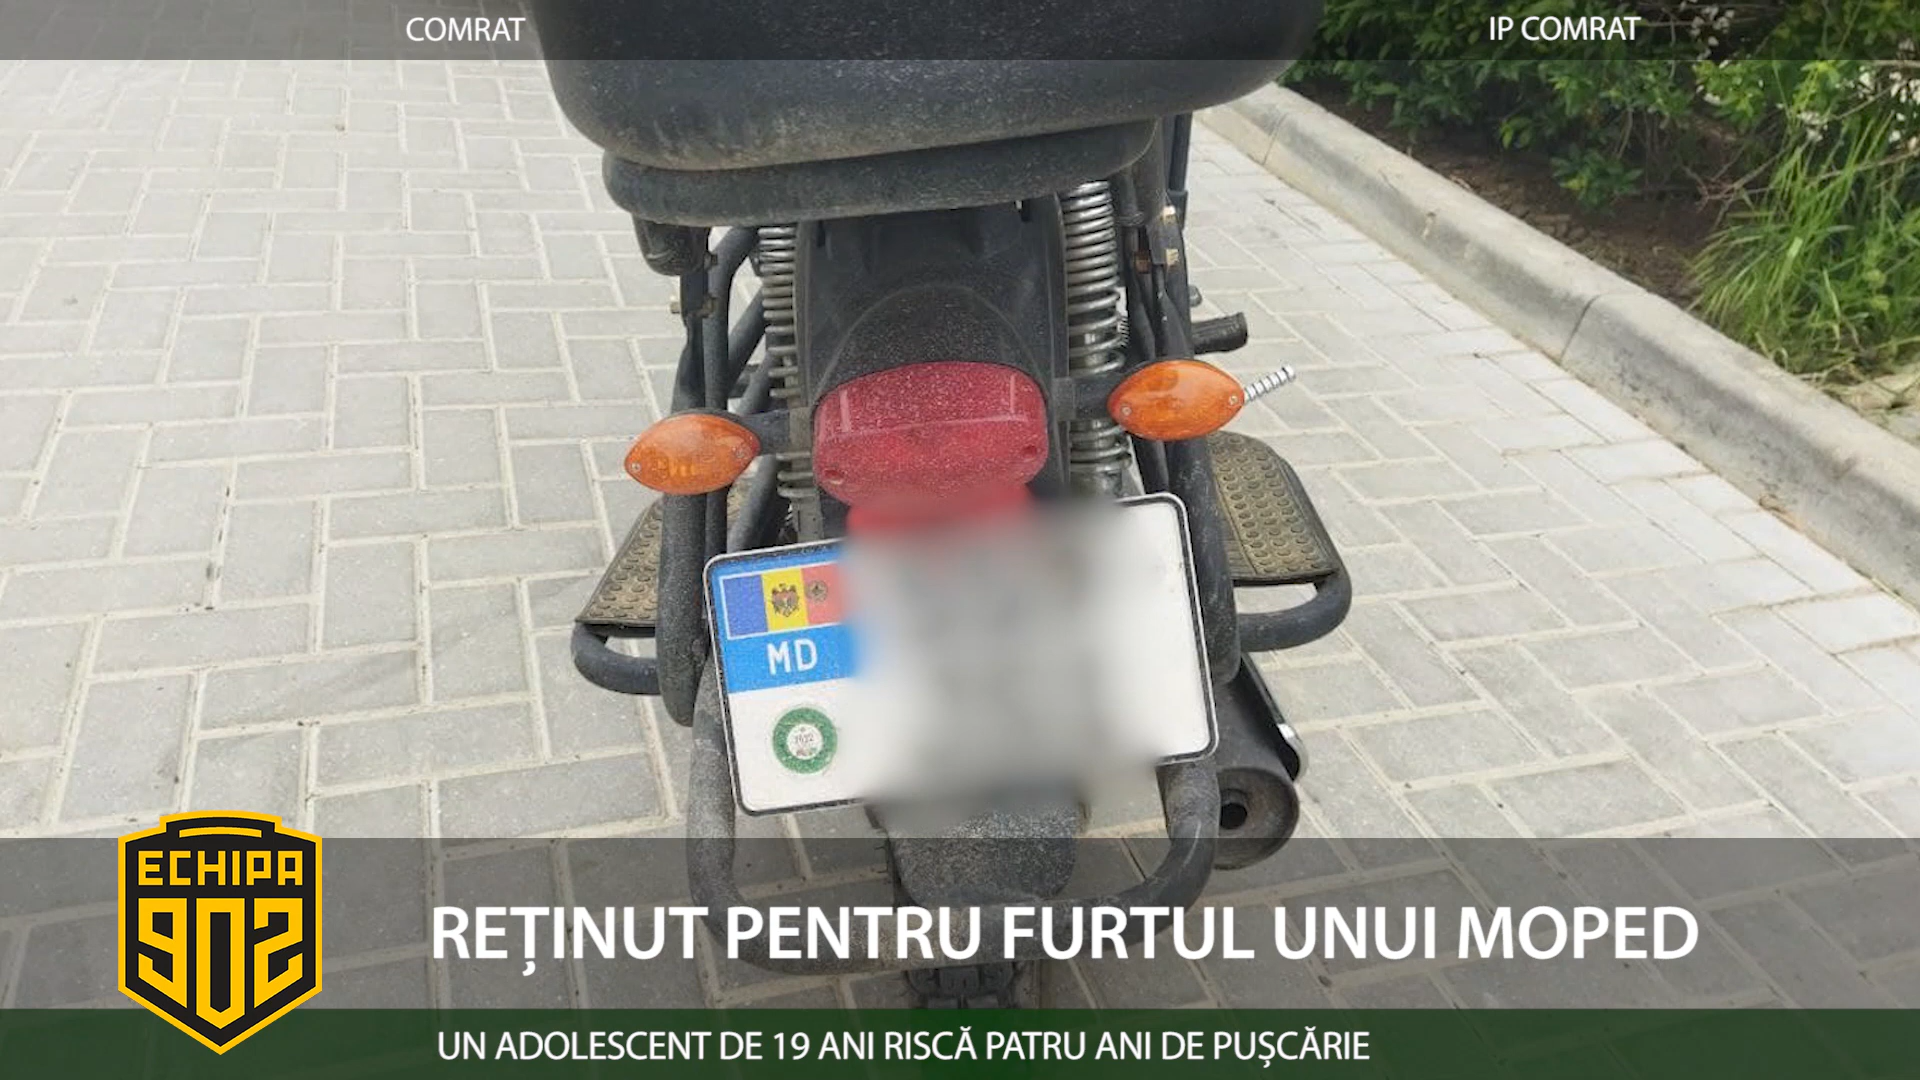 COMRAT
IP COMRAT
MD
ECHIPA
902
REȚINUT PENTRU FURTUL UNUI MOPED
UN ADOLESCENT DE 19 ANI RISCĂ PATRU ANI DE PUȘCĂRIE